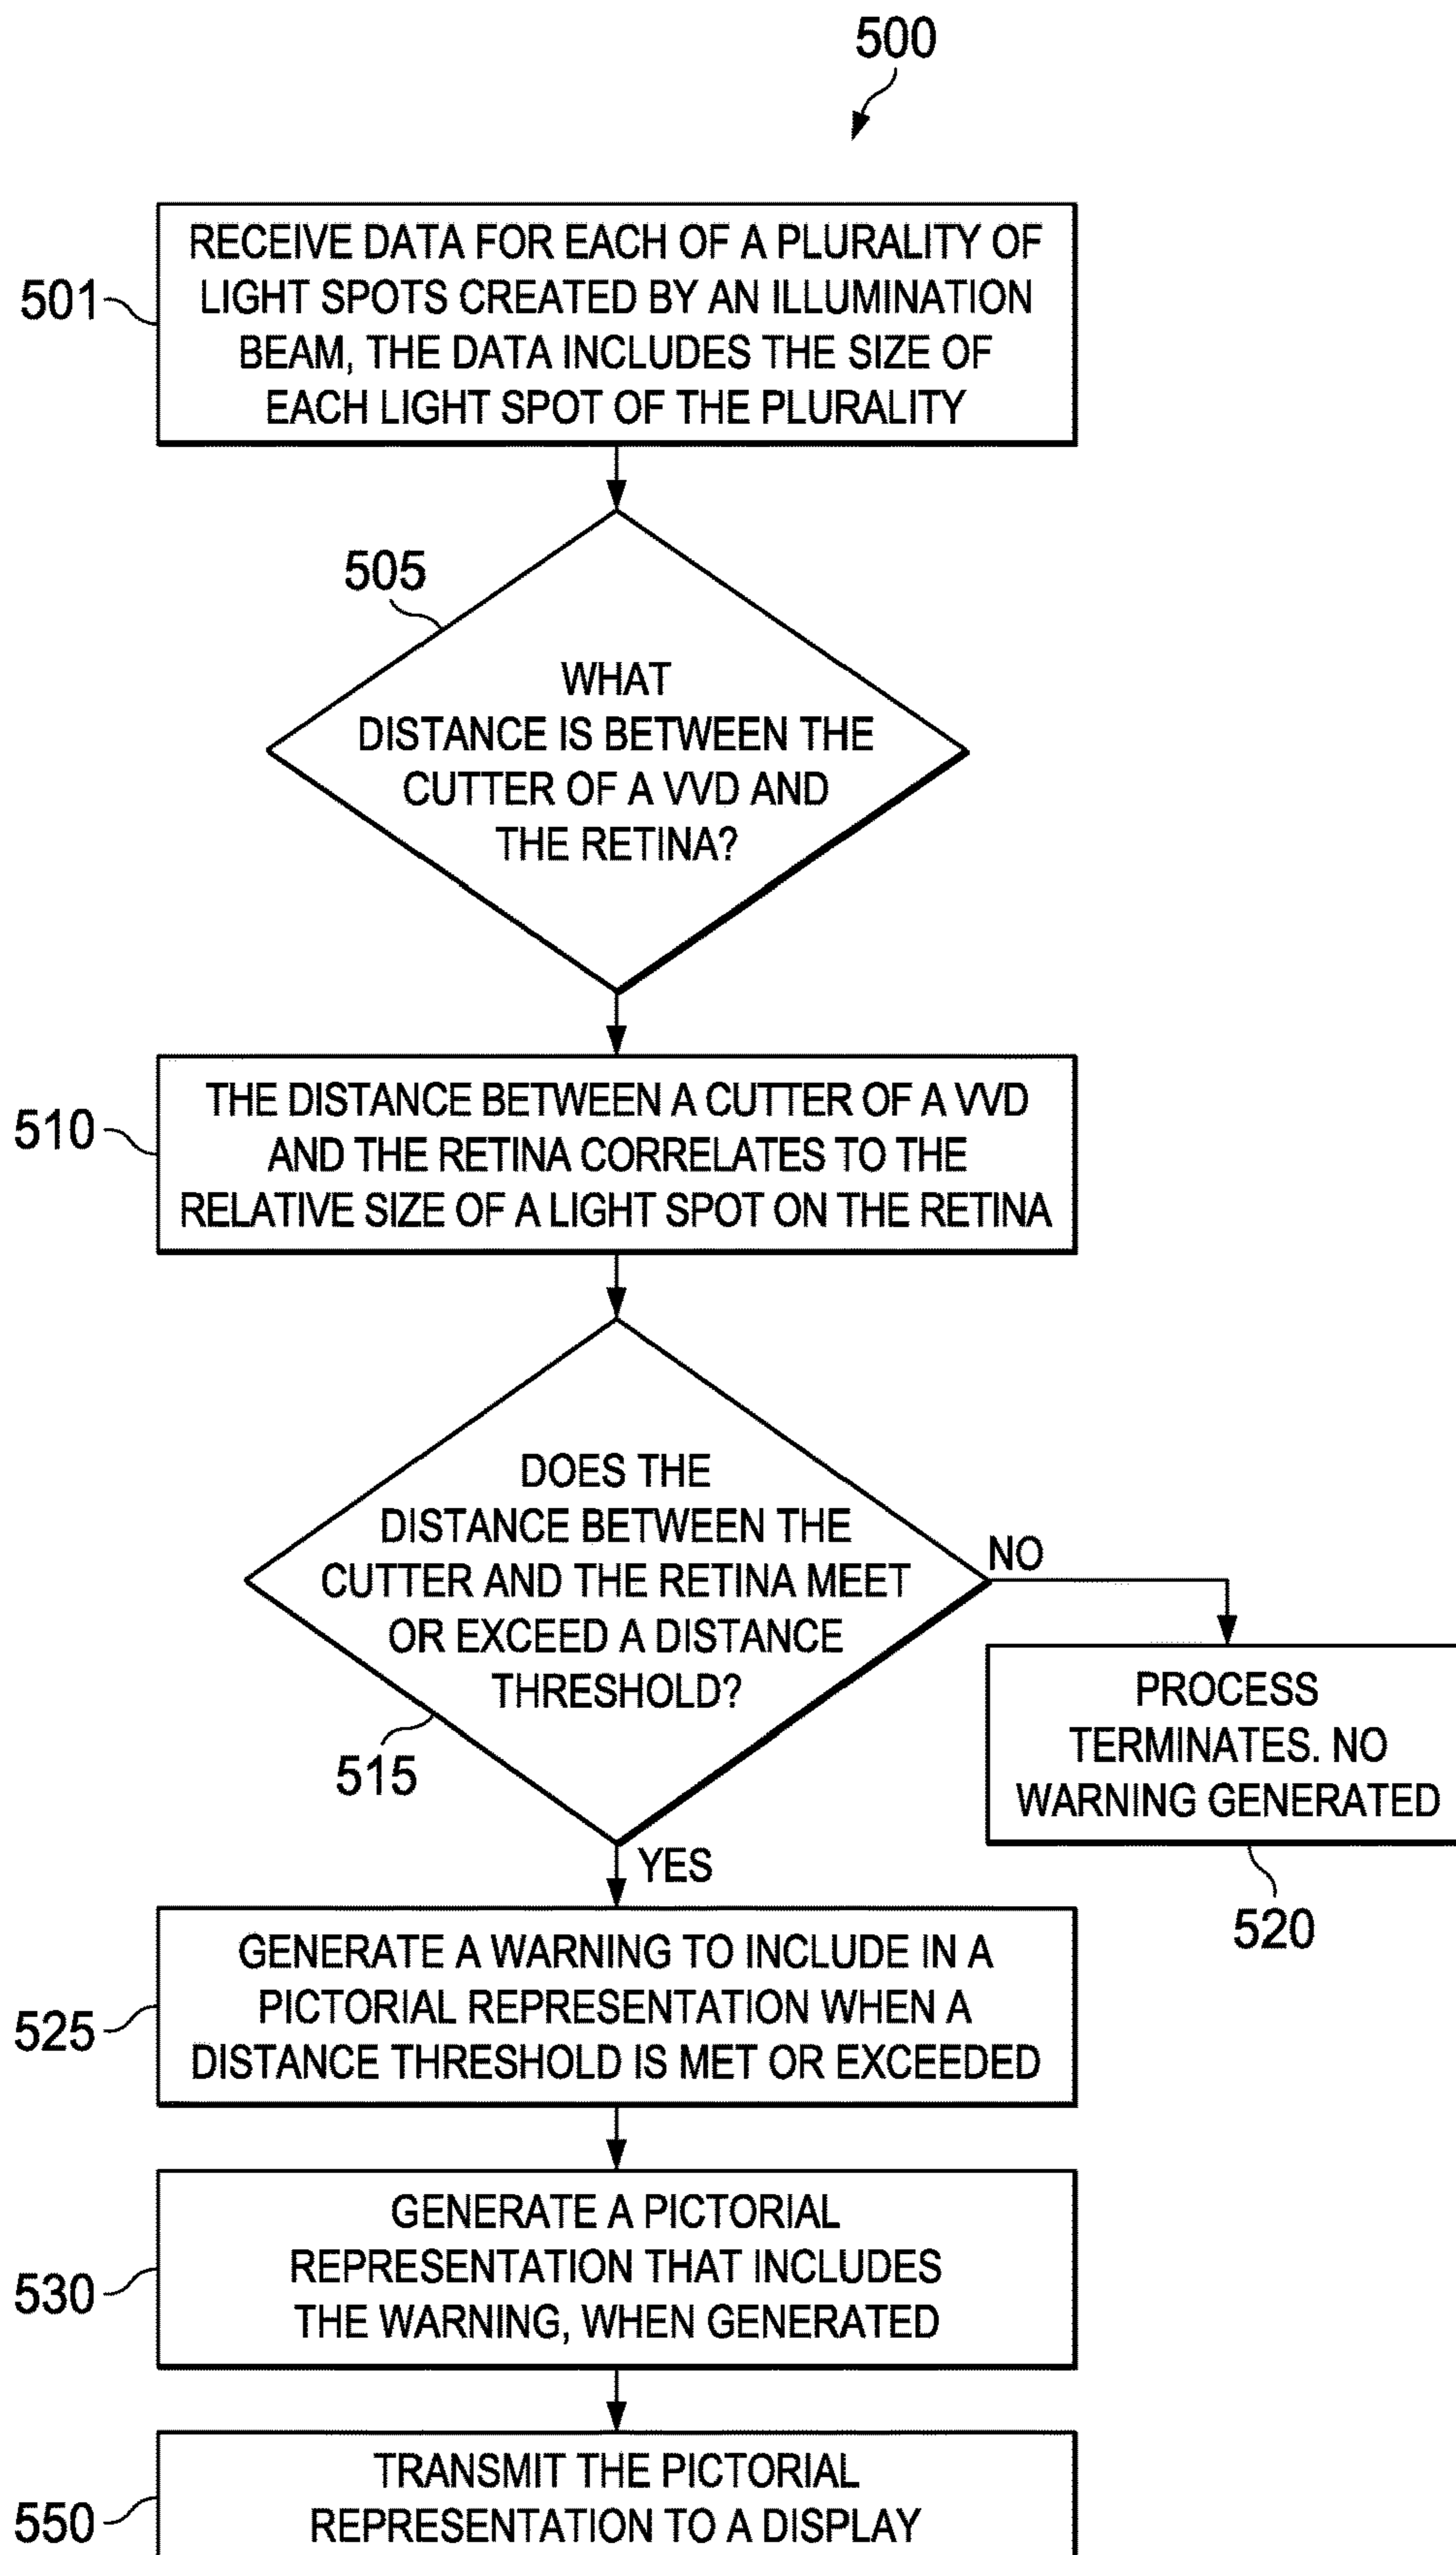 500
501
RECEIVE DATA FOR EACH OF A PLURALITY OF
LIGHT SPOTS CREATED BY AN ILLUMINATION
BEAM, THE DATA INCLUDES THE SIZE OF
EACH LIGHT SPOT OF THE PLURALITY
505
WHAT
DISTANCE IS BETWEEN THE
CUTTER OF A VVD AND
THE RETINA?
510
THE DISTANCE BETWEEN A CUTTER OF A VVD
AND THE RETINA CORRELATES TO THE
RELATIVE SIZE OF A LIGHT SPOT ON THE RETINA
DOES THE
DISTANCE BETWEEN THE
CUTTER AND THE RETINA MEET
OR EXCEED A DISTANCE
THRESHOLD?
515
NO
PROCESS
TERMINATES. NO
WARNING GENERATED
520
YES
525
GENERATE A WARNING TO INCLUDE IN A
PICTORIAL REPRESENTATION WHEN A
DISTANCE THRESHOLD IS MET OR EXCEEDED
530
GENERATE A PICTORIAL
REPRESENTATION THAT INCLUDES
THE WARNING, WHEN GENERATED
550
TRANSMIT THE PICTORIAL
REPRESENTATION TO A DISPLAY